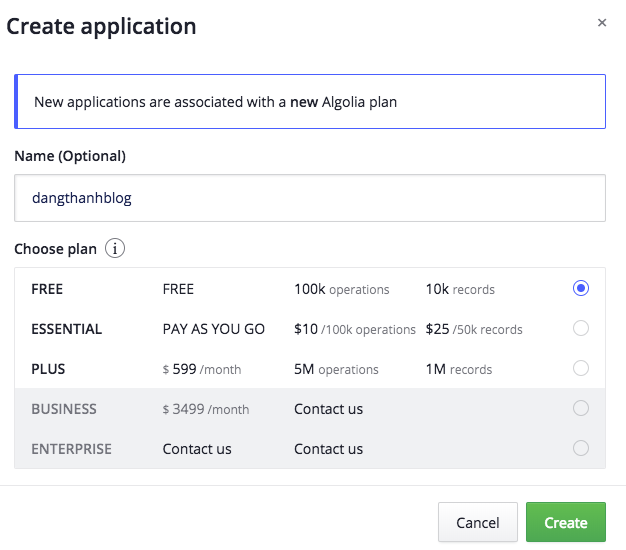 Create application
×
New applications are associated with a new Algolia plan
Name (Optional)
dangthanhblog
Choose plan i
FREE FREE 100k operations 10k records
ESSENTIAL PAY AS YOU GO $10 /100k operations $25 /50k records
PLUS $ 599 /month 5M operations 1M records
BUSINESS $ 3499 /month Contact us
ENTERPRISE Contact us Contact us
Cancel Create